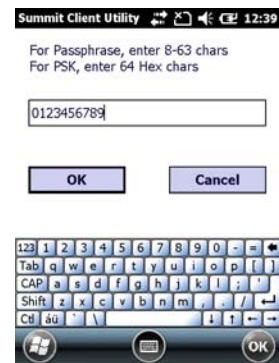 Summit Client Utility 12:39
For Passphrase, enter 8-63 chars
For PSK, enter 64 Hex chars
0123456789
OK Cancel
123 1 2 3 4 5 6 7 8 9 0 - =
Tab q w e r t y u i o p [ ]
CAP a s d f g h j k l ; '
Shift z x c v b n m , . /
Ctl áü ` \
OK